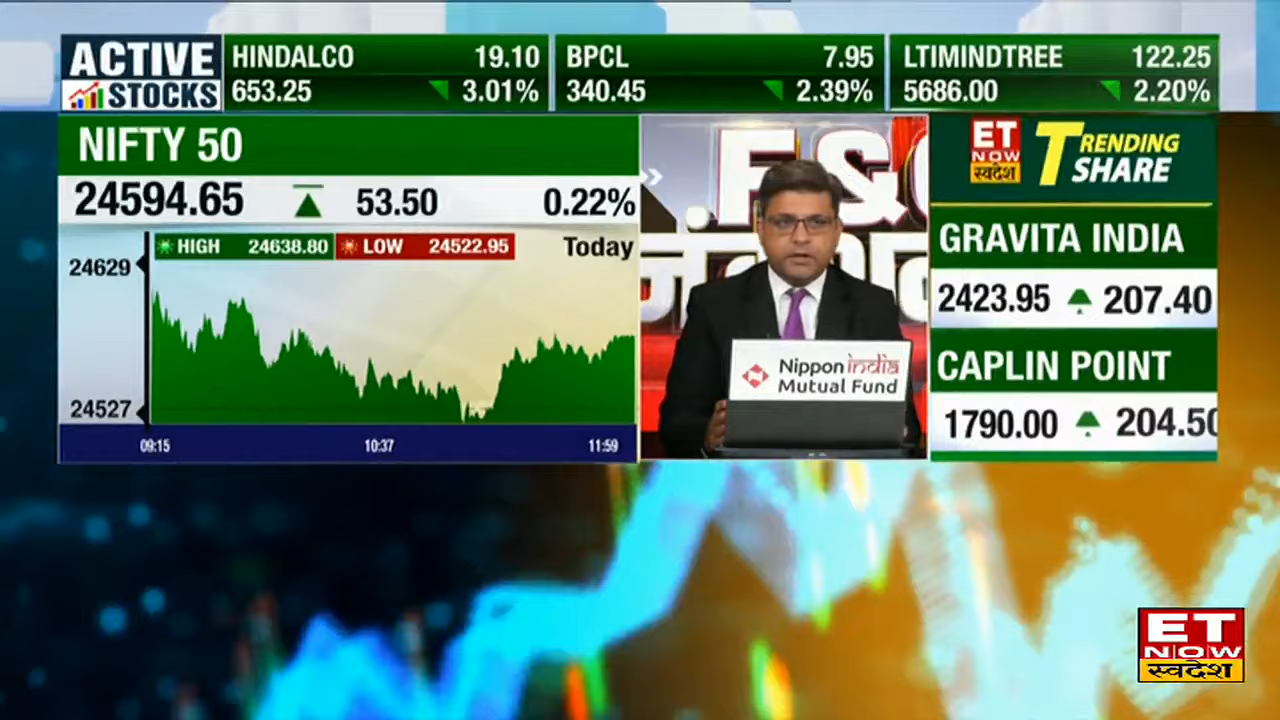 ACTIVE
STOCKS
HINDALCO 19.10
653.25 3.01%
BPCL 7.95
340.45 2.39%
LTIMINDTREE 122.25
5686.00 2.20%
NIFTY 50
24594.65 53.50 0.22%
HIGH 24638.80 LOW 24522.95 Today
24629
24527
09:15 10:37 11:59
F&
Nippon india
Mutual Fund
ET
NOW
स्वदेश
TRENDING
SHARE
GRAVITA INDIA
2423.95 207.40
CAPLIN POINT
1790.00 204.50
ET
NOW
स्वदेश